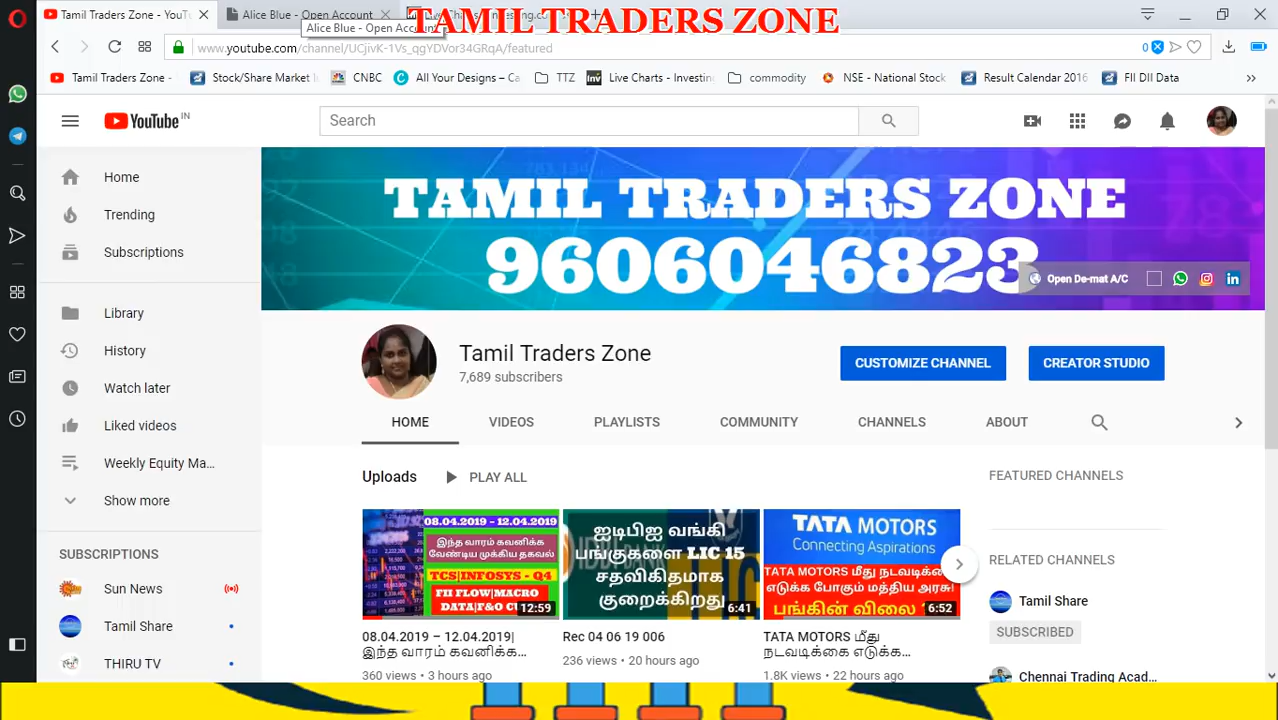 Tamil Traders Zone - YouTu
Alice Blue - Open Account
TAMIL TRADERS ZONE
Alice Blue - Open Account
www.youtube.com/channel/UCjivK-1Vs_qgYDVor34GRqA/featured
0
Tamil Traders Zone -
Stock/Share Market I
CNBC
All Your Designs – Ca
TTZ
Live Charts - Investin
commodity
NSE - National Stock
Result Calendar 2016
FII DII Data
YouTube IN
Search
Home
Trending
Subscriptions
Library
History
Watch later
Liked videos
Weekly Equity Ma...
Show more
SUBSCRIPTIONS
Sun News
Tamil Share
THIRU TV
TAMIL TRADERS ZONE
9606046823
Open De-mat A/C
Tamil Traders Zone
7,689 subscribers
CUSTOMIZE CHANNEL
CREATOR STUDIO
HOME
VIDEOS
PLAYLISTS
COMMUNITY
CHANNELS
ABOUT
Uploads
PLAY ALL
08.04.2019 - 12.04.2019
இந்த வாரம் கவனிக்க
வேண்டிய முக்கிய தகவல்
TCS|INFOSYS - Q4
FII FLOW|MACRO
DATA|F&O CU
12:59
08.04.2019 – 12.04.2019|
இந்த வாரம் கவனிக்க...
360 views • 3 hours ago
ஐடிபிஐ வங்கி
பங்குகளை LIC 15
சதவிகிதமாக
குறைக்கிறது
6:41
Rec 04 06 19 006
236 views • 20 hours ago
TATA MOTORS
Connecting Aspirations
TATA MOTORS மீது நடவடிக்கை
எடுக்க போகும் மத்திய அரசு!
பங்கின் விலை
6:52
TATA MOTORS மீது
நடவடிக்கை எடுக்க...
1.8K views • 22 hours ago
FEATURED CHANNELS
RELATED CHANNELS
Tamil Share
SUBSCRIBED
Chennai Trading Acad...